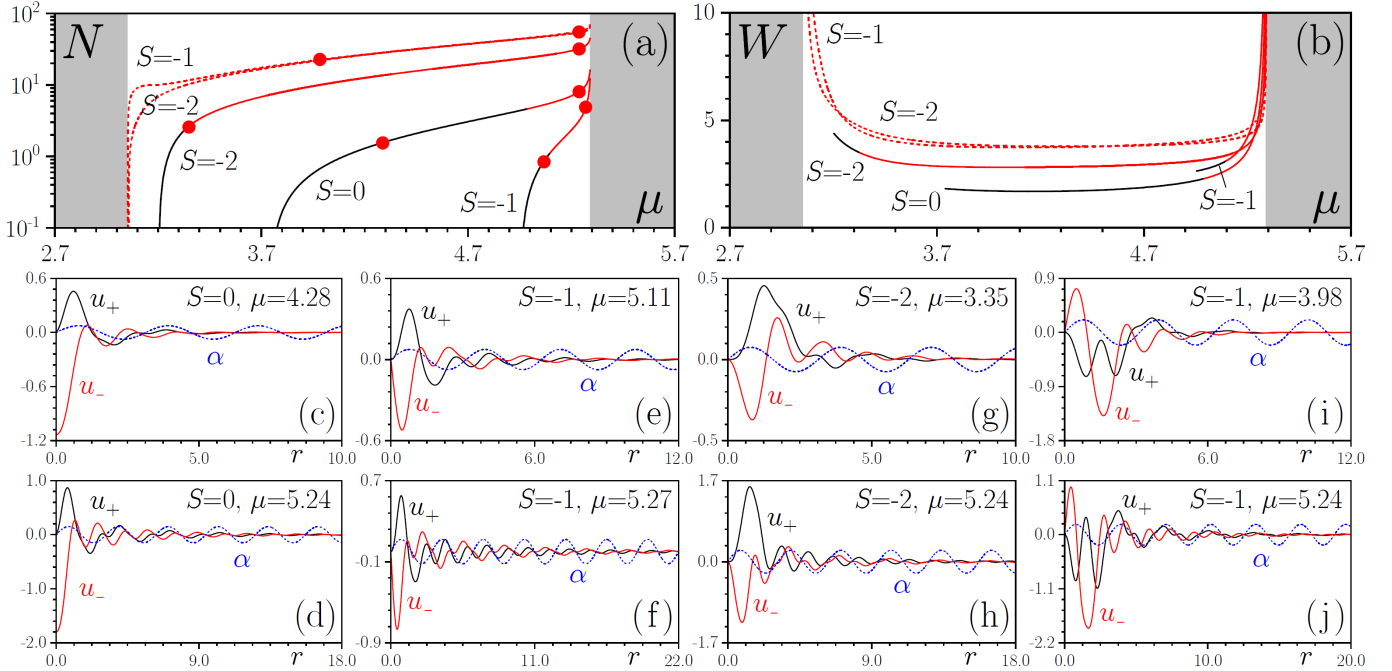 N (a)
10²
10¹
10⁰
10⁻¹
S=-1
S=-2
S=-2
S=0
S=-1
μ
2.7 3.7 4.7 5.7
W (b)
10
5
0
S=-1
S=-2
S=-2
S=0
S=-1
μ
2.7 3.7 4.7 5.7
0.6
0.0
-0.6
-1.2
u₊ S=0, μ=4.28
α
u₋ (c)
0.0 5.0 r 10.0
0.6
0.0
-0.6
u₊ S=-1, μ=5.11
α
u₋ (e)
0.0 6.0 r 12.0
0.5
0.0
-0.5
u₊ S=-2, μ=3.35
α
u₋ (g)
0.0 5.0 r 10.0
0.9
0.0
-0.9
-1.8
S=-1, μ=3.98
α
u₊
u₋ (i)
0.0 6.0 r 12.0
1.0
0.0
-1.0
-2.0
u₊ S=0, μ=5.24
α
u₋ (d)
0.0 9.0 r 18.0
0.7
-0.1
-0.9
u₊ S=-1, μ=5.27
α
u₋ (f)
0.0 11.0 r 22.0
1.7
0.0
-1.7
u₊ S=-2, μ=5.24
α
u₋ (h)
0.0 9.0 r 18.0
1.1
0.0
-1.1
-2.2
u₊ S=-1, μ=5.24
α
u₋ (j)
0.0 10.0 r 20.0